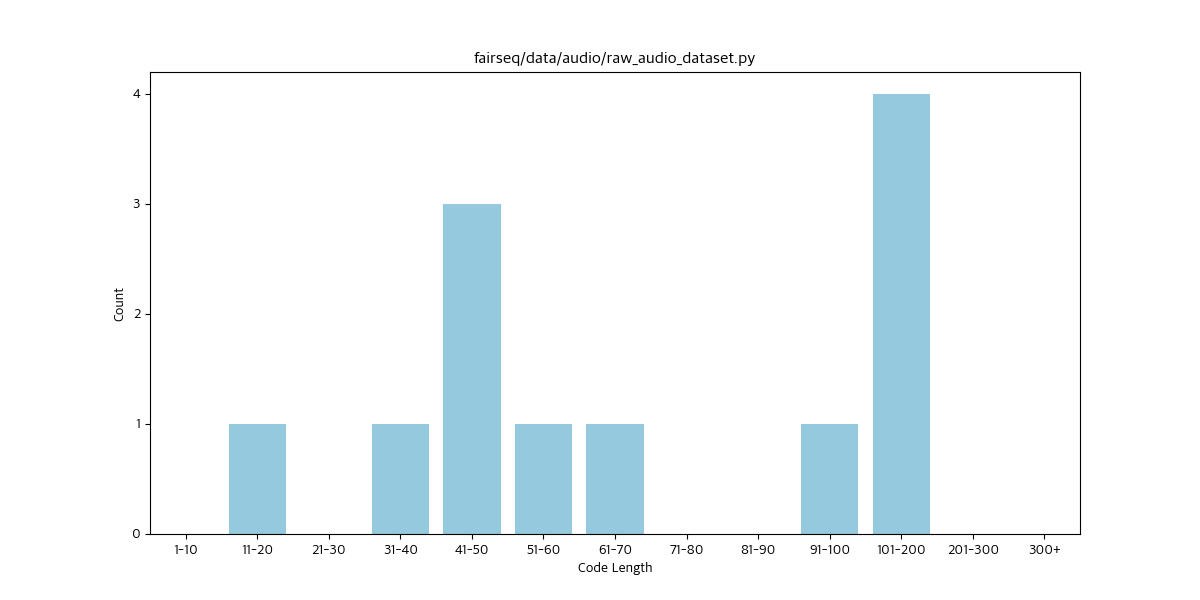 fairseq/data/audio/raw_audio_dataset.py
Count
4
3
2
1
0
1-10 11-20 21-30 31-40 41-50 51-60 61-70 71-80 81-90 91-100 101-200 201-300 300+
Code Length